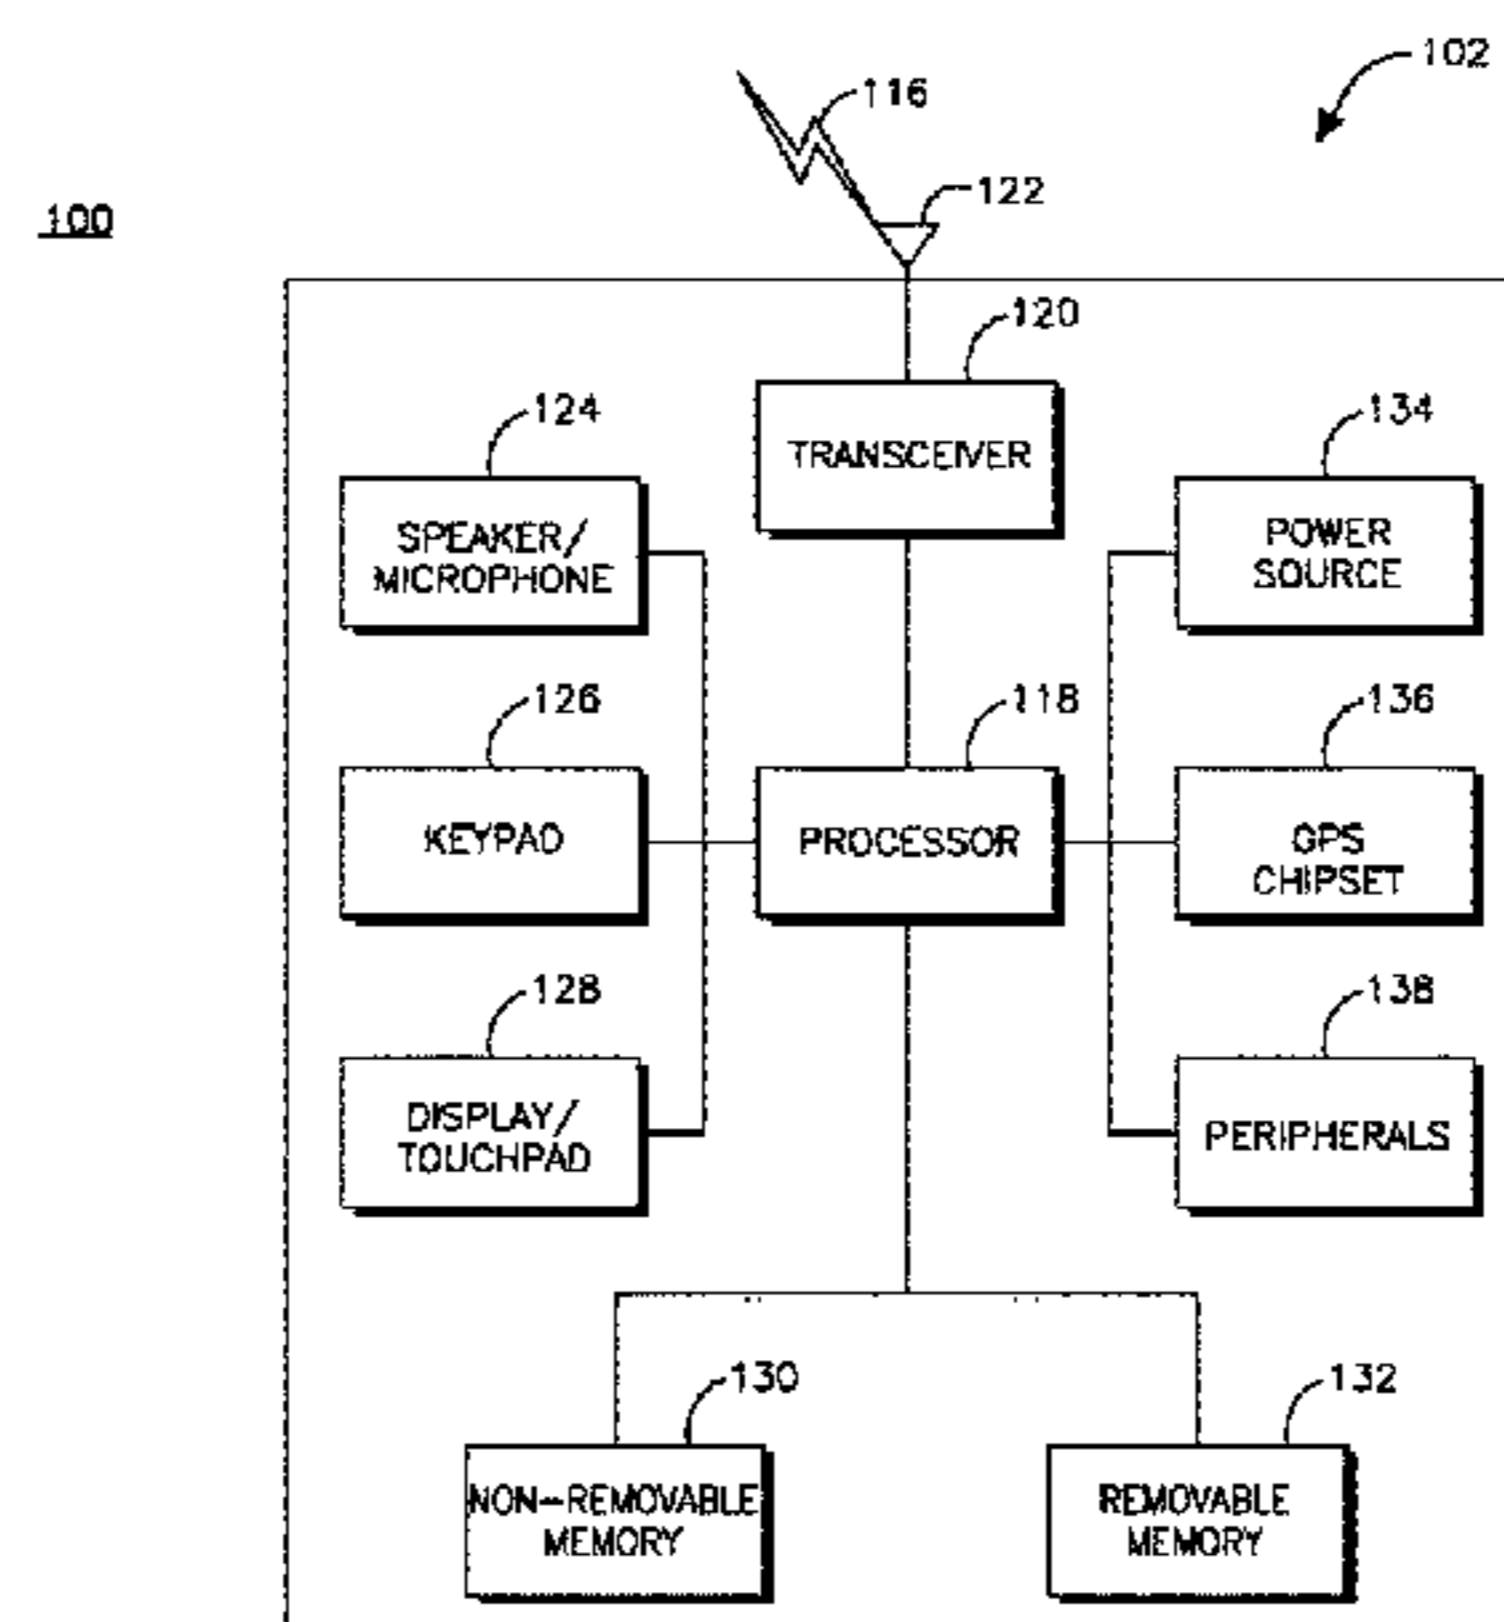 102
116
122
100
120
TRANSCEIVER
124
SPEAKER/
MICROPHONE
134
POWER
SOURCE
126
KEYPAD
118
PROCESSOR
136
GPS
CHIPSET
128
DISPLAY/
TOUCHPAD
138
PERIPHERALS
130
NON-REMOVABLE
MEMORY
132
REMOVABLE
MEMORY